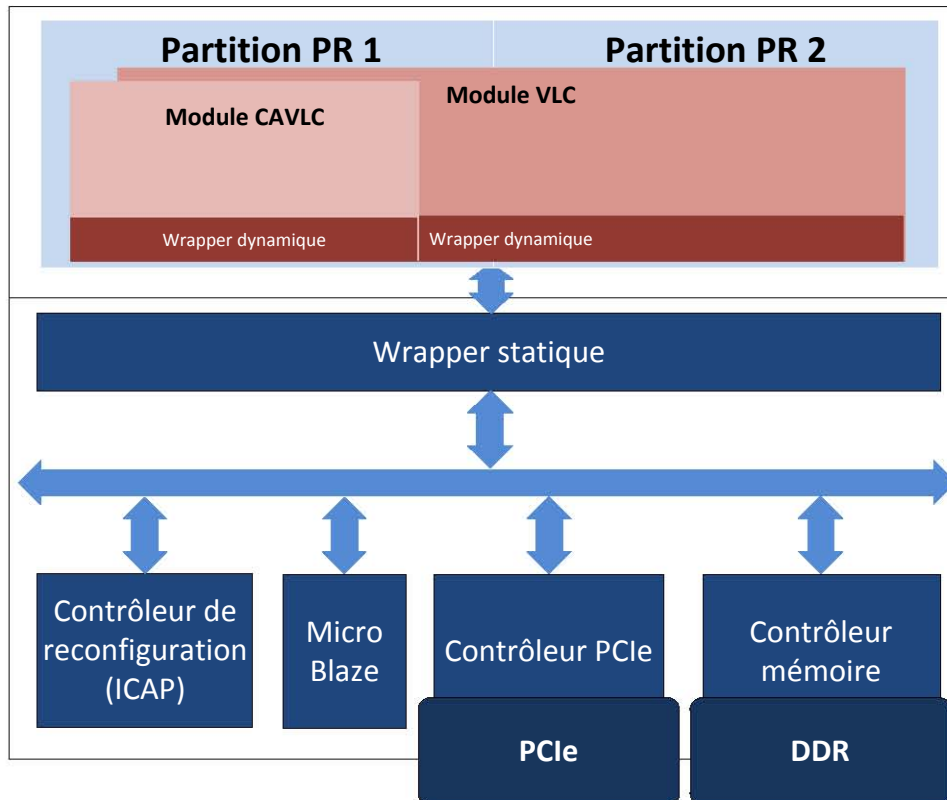 Partition PR 1
Partition PR 2
Module VLC
Module CAVLC
Wrapper dynamique
Wrapper dynamique
Wrapper statique
Contrôleur de
reconfiguration
(ICAP)
Micro
Blaze
Contrôleur PCIe
Contrôleur
mémoire
PCIe
DDR